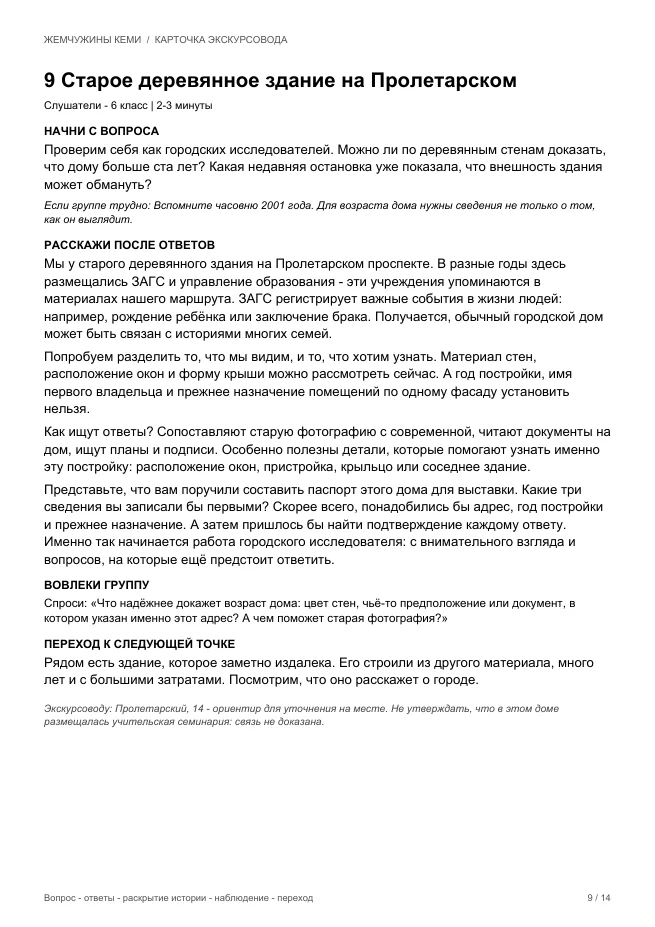 ЖЕМЧУЖИНЫ КЕМИ / КАРТОЧКА ЭКСКУРСОВОДА
9 Старое деревянное здание на Пролетарском
Слушатели - 6 класс | 2-3 минуты
НАЧНИ С ВОПРОСА
Проверим себя как городских исследователей. Можно ли по деревянным стенам доказать,
что дому больше ста лет? Какая недавняя остановка уже показала, что внешность здания
может обмануть?
Если группе трудно: Вспомните часовню 2001 года. Для возраста дома нужны сведения не только о том,
как он выглядит.
РАССКАЖИ ПОСЛЕ ОТВЕТОВ
Мы у старого деревянного здания на Пролетарском проспекте. В разные годы здесь
размещались ЗАГС и управление образования - эти учреждения упоминаются в
материалах нашего маршрута. ЗАГС регистрирует важные события в жизни людей:
например, рождение ребёнка или заключение брака. Получается, обычный городской дом
может быть связан с историями многих семей.
Попробуем разделить то, что мы видим, и то, что хотим узнать. Материал стен,
расположение окон и форму крыши можно рассмотреть сейчас. А год постройки, имя
первого владельца и прежнее назначение помещений по одному фасаду установить
нельзя.
Как ищут ответы? Сопоставляют старую фотографию с современной, читают документы на
дом, ищут планы и подписи. Особенно полезны детали, которые помогают узнать именно
эту постройку: расположение окон, пристройка, крыльцо или соседнее здание.
Представьте, что вам поручили составить паспорт этого дома для выставки. Какие три
сведения вы записали бы первыми? Скорее всего, понадобились бы адрес, год постройки
и прежнее назначение. А затем пришлось бы найти подтверждение каждому ответу.
Именно так начинается работа городского исследователя: с внимательного взгляда и
вопросов, на которые ещё предстоит ответить.
ВОВЛЕКИ ГРУППУ
Спроси: «Что надёжнее докажет возраст дома: цвет стен, чьё-то предположение или документ, в
котором указан именно этот адрес? А чем поможет старая фотография?»
ПЕРЕХОД К СЛЕДУЮЩЕЙ ТОЧКЕ
Рядом есть здание, которое заметно издалека. Его строили из другого материала, много
лет и с большими затратами. Посмотрим, что оно расскажет о городе.
Экскурсоводу: Пролетарский, 14 - ориентир для уточнения на месте. Не утверждать, что в этом доме
размещалась учительская семинария: связь не доказана.
Вопрос - ответы - раскрытие истории - наблюдение - переход
9 / 14